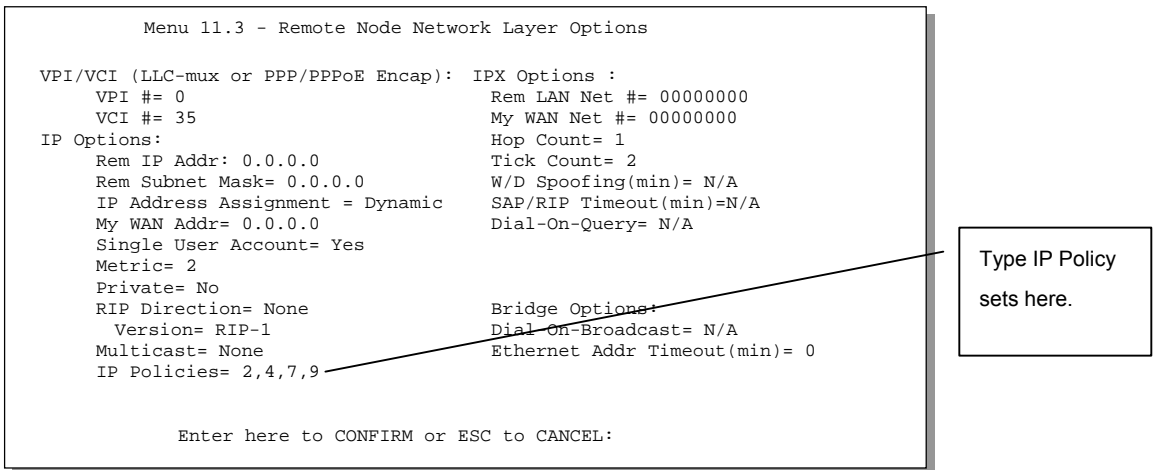 Menu 11.3 - Remote Node Network Layer Options
VPI/VCI (LLC-mux or PPP/PPPoE Encap): IPX Options :
VPI #= 0 Rem LAN Net #= 00000000
VCI #= 35 My WAN Net #= 00000000
IP Options: Hop Count= 1
Rem IP Addr: 0.0.0.0 Tick Count= 2
Rem Subnet Mask= 0.0.0.0 W/D Spoofing(min)= N/A
IP Address Assignment = Dynamic SAP/RIP Timeout(min)=N/A
My WAN Addr= 0.0.0.0 Dial-On-Query= N/A
Single User Account= Yes
Metric= 2
Private= No
RIP Direction= None Bridge Options:
Version= RIP-1 Dial-On-Broadcast= N/A
Multicast= None Ethernet Addr Timeout(min)= 0
IP Policies= 2,4,7,9
Enter here to CONFIRM or ESC to CANCEL:
Type IP Policy
sets here.